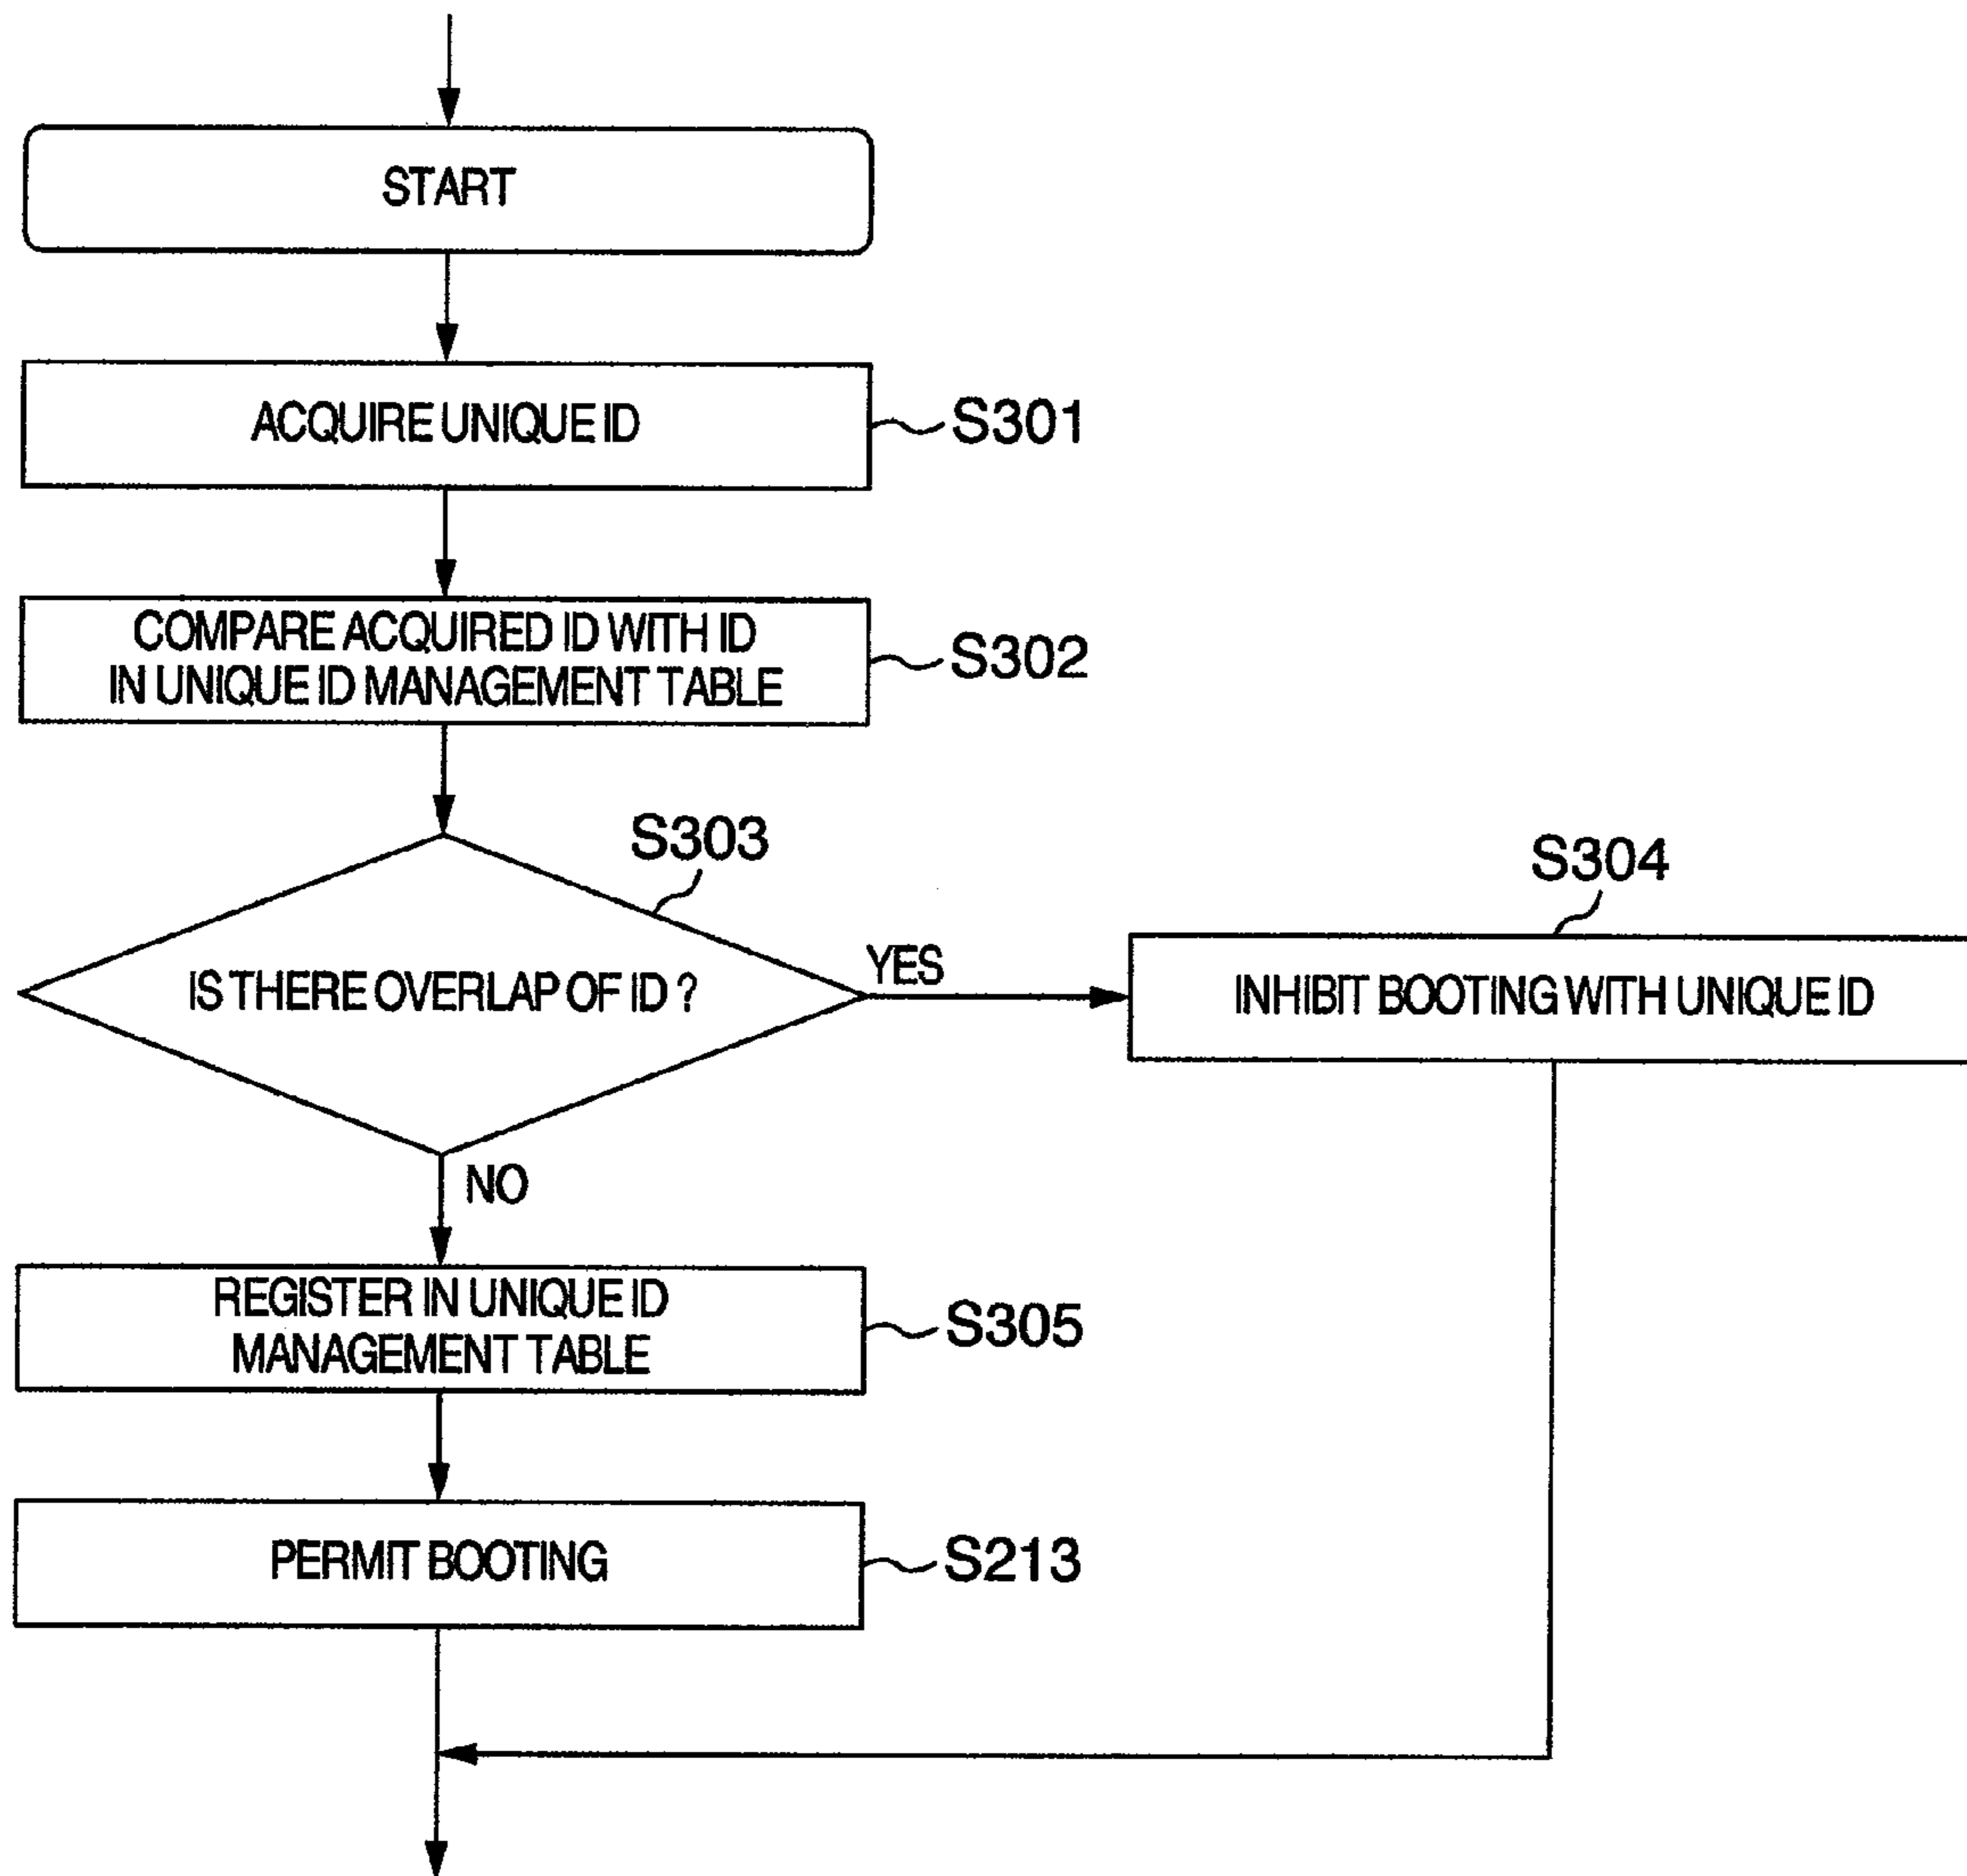 START
ACQUIRE UNIQUE ID
S301
COMPARE ACQUIRED ID WITH ID
IN UNIQUE ID MANAGEMENT TABLE
S302
S303
IS THERE OVERLAP OF ID ?
YES
S304
INHIBIT BOOTING WITH UNIQUE ID
NO
REGISTER IN UNIQUE ID
MANAGEMENT TABLE
S305
PERMIT BOOTING
S213